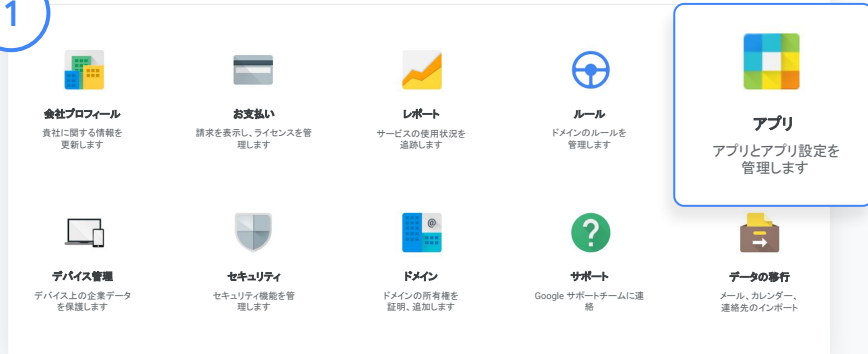 1
会社プロフィール
貴社に関する情報を
更新します
お支払い
請求を表示し、ライセンスを管
理します
レポート
サービスの使用状況を
追跡します
ルール
ドメインのルールを
管理します
アプリ
アプリとアプリ設定を
管理します
デバイス管理
デバイス上の企業データ
を保護します
セキュリティ
セキュリティ機能を管
理します
@
ドメイン
ドメインの所有権を
証明、追加します
?
サポート
Google サポートチームに連
絡
データの移行
メール、カレンダー、
連絡先のインポート